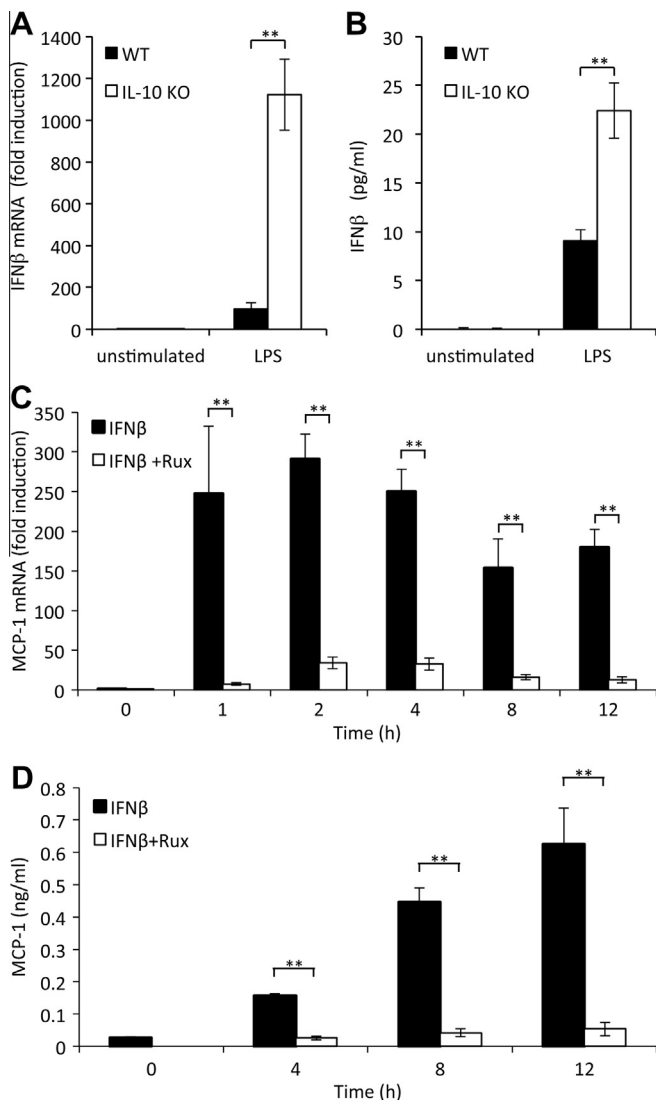 A
1400
1200
1000
800
600
400
200
0
IFNβ mRNA (fold induction)
WT
IL-10 KO
**
unstimulated LPS
B
30
25
20
15
10
5
0
IFNβ (pg/ml)
WT
IL-10 KO
**
unstimulated LPS
C
350
300
250
200
150
100
50
0
MCP-1 mRNA (fold induction)
IFNβ
IFNβ +Rux
** ** ** ** **
0 1 2 4 8 12
Time (h)
D
0.8
0.7
0.6
0.5
0.4
0.3
0.2
0.1
0
MCP-1 (ng/ml)
IFNβ
IFNβ+Rux
** ** **
0 4 8 12
Time (h)